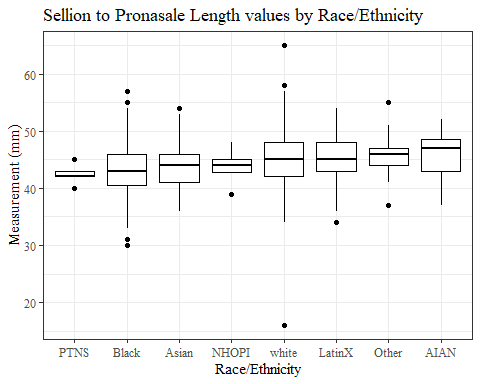 Sellion to Pronasale Length values by Race/Ethnicity
Measurement (mm)
60
50
40
30
20
PTNS Black Asian NHOPI white LatinX Other AIAN
Race/Ethnicity